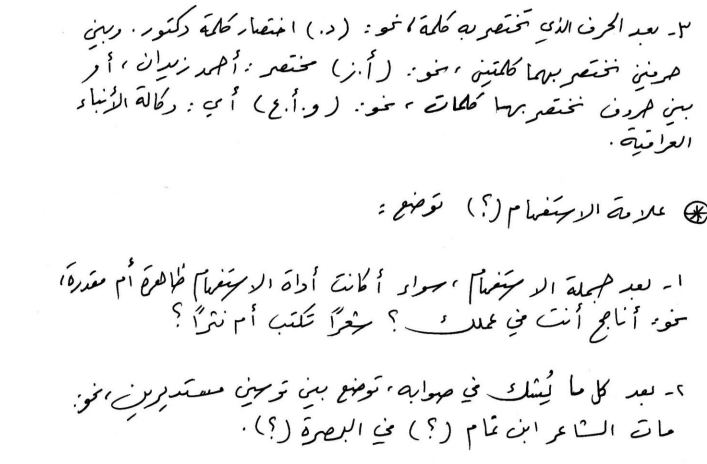 ٣- بعد الحرف الذي تختصر به كلمة، نحو: (د.) اختصار كلمة دكتور. وبين
حرفين نختصر بهما كلمتين، نحو: (أ.ز) مختصر: أحمد زيدان، أو
بين حروف نختصر بها كلمات، نحو: (و.أ.ع) أي: وكالة الأنباء
العراقية.
علامة الاستفهام (؟) توضع:
١- بعد جملة الاستفهام، سواء أكانت أداة الاستفهام ظاهرة أم مقدرة،
نحو: أناجح أنت في عملك؟ شعرًا تكتب أم نثرًا؟
٢- بعد كل ما يُشك في صوابه، توضع بين قوسين مستديرين، نحو:
مات الشاعر ابن تمام (؟) في البصرة (؟).